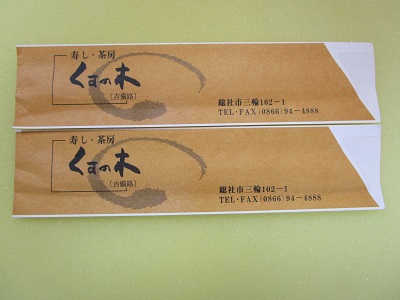 寿し・茶房
くすの木
〔吉備路〕
総社市三輪102-1
TEL・FAX(0866)94-4888
寿し・茶房
くすの木
〔吉備路〕
総社市三輪102-1
TEL・FAX(0866)94-4888